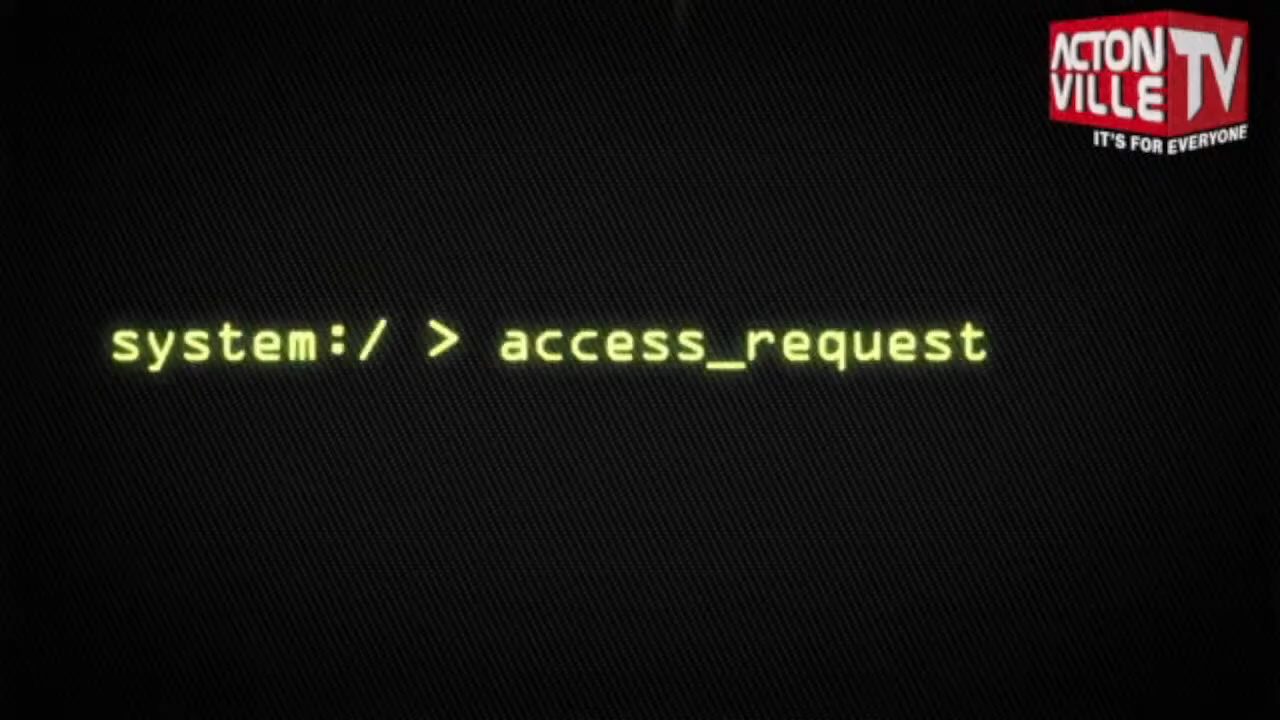 ACTON
VILLE
TV
IT'S FOR EVERYONE
system:/ > access_request